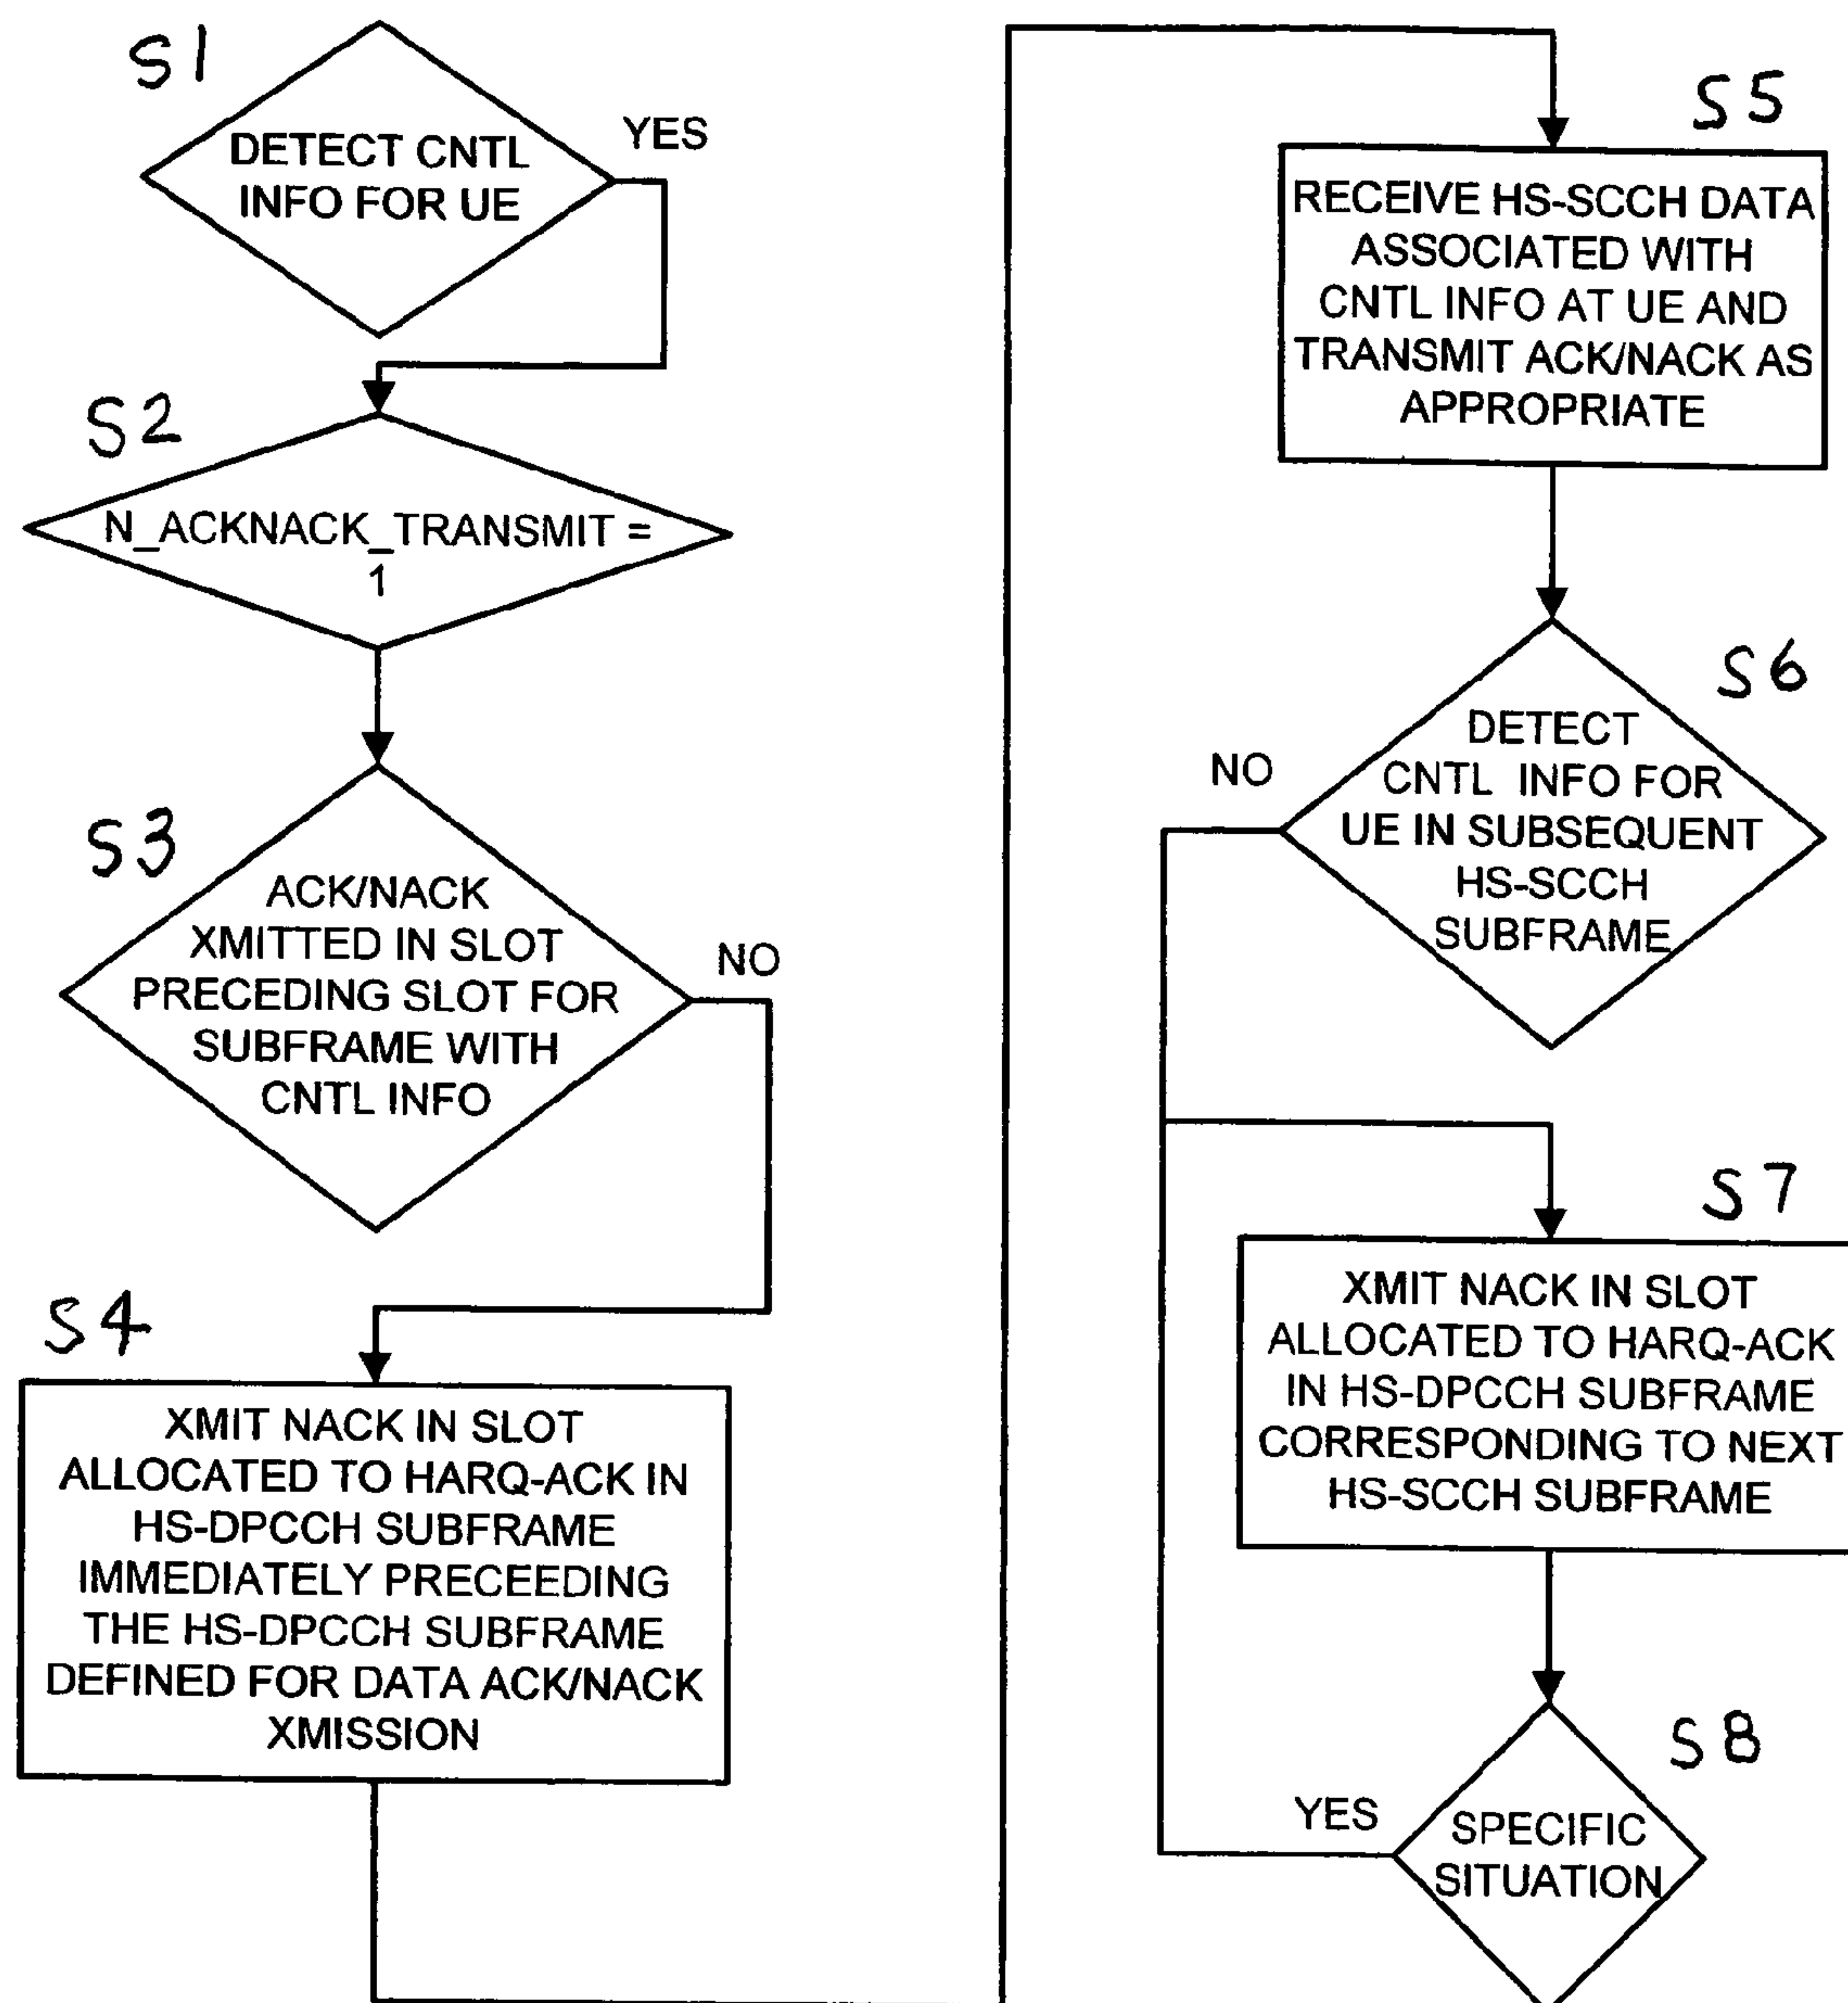 S1
DETECT CNTL
INFO FOR UE
YES
S2
N_ACKNACK_TRANSMIT =
1
S3
ACK/NACK
XMITTED IN SLOT
PRECEDING SLOT FOR
SUBFRAME WITH
CNTL INFO
NO
S4
XMIT NACK IN SLOT
ALLOCATED TO HARQ-ACK IN
HS-DPCCH SUBFRAME
IMMEDIATELY PRECEEDING
THE HS-DPCCH SUBFRAME
DEFINED FOR DATA ACK/NACK
XMISSION
S5
RECEIVE HS-SCCH DATA
ASSOCIATED WITH
CNTL INFO AT UE AND
TRANSMIT ACK/NACK AS
APPROPRIATE
S6
DETECT
CNTL INFO FOR
UE IN SUBSEQUENT
HS-SCCH
SUBFRAME
NO
S7
XMIT NACK IN SLOT
ALLOCATED TO HARQ-ACK
IN HS-DPCCH SUBFRAME
CORRESPONDING TO NEXT
HS-SCCH SUBFRAME
S8
SPECIFIC
SITUATION
YES